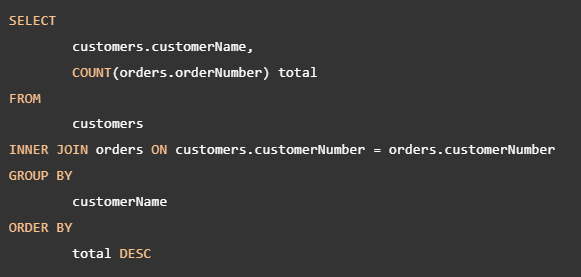 SELECT
customers.customerName,
COUNT(orders.orderNumber) total
FROM
customers
INNER JOIN orders ON customers.customerNumber = orders.customerNumber
GROUP BY
customerName
ORDER BY
total DESC